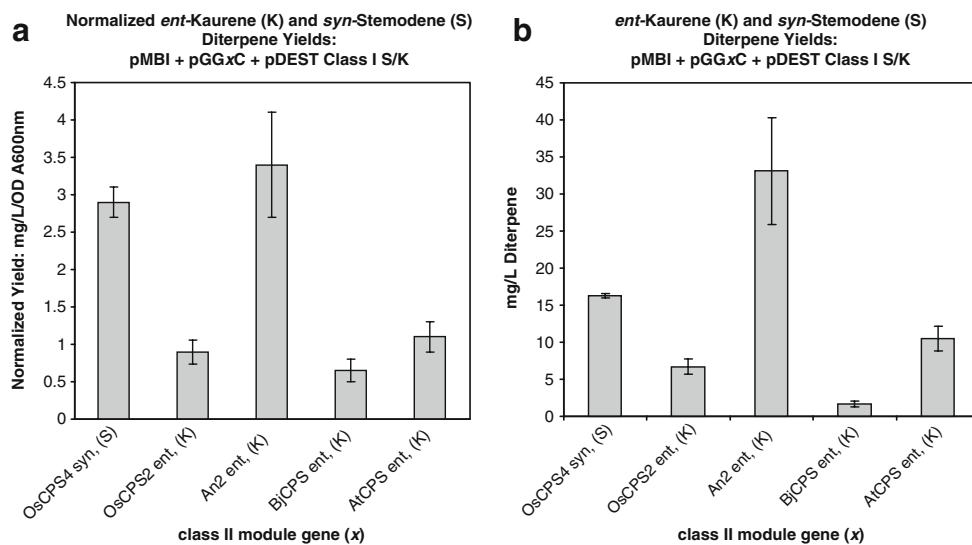 a
Normalized ent-Kaurene (K) and syn-Stemodene (S)
Diterpene Yields:
pMBI + pGGxC + pDEST Class I S/K
Normalized Yield: mg/L/OD A600nm
4.5
4
3.5
3
2.5
2
1.5
1
0.5
0
OsCPS4 syn, (S)
OsCPS2 ent, (K)
An2 ent, (K)
BjCPS ent, (K)
AtCPS ent, (K)
class II module gene (x)
b
ent-Kaurene (K) and syn-Stemodene (S)
Diterpene Yields:
pMBI + pGGxC + pDEST Class I S/K
mg/L Diterpene
45
40
35
30
25
20
15
10
5
0
OsCPS4 syn, (S)
OsCPS2 ent, (K)
An2 ent, (K)
BjCPS ent, (K)
AtCPS ent, (K)
class II module gene (x)